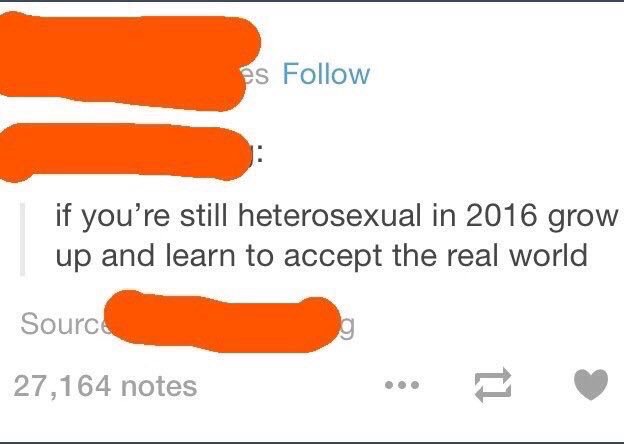 Follow
:
if you're still heterosexual in 2016 grow
up and learn to accept the real world
Source
27,164 notes